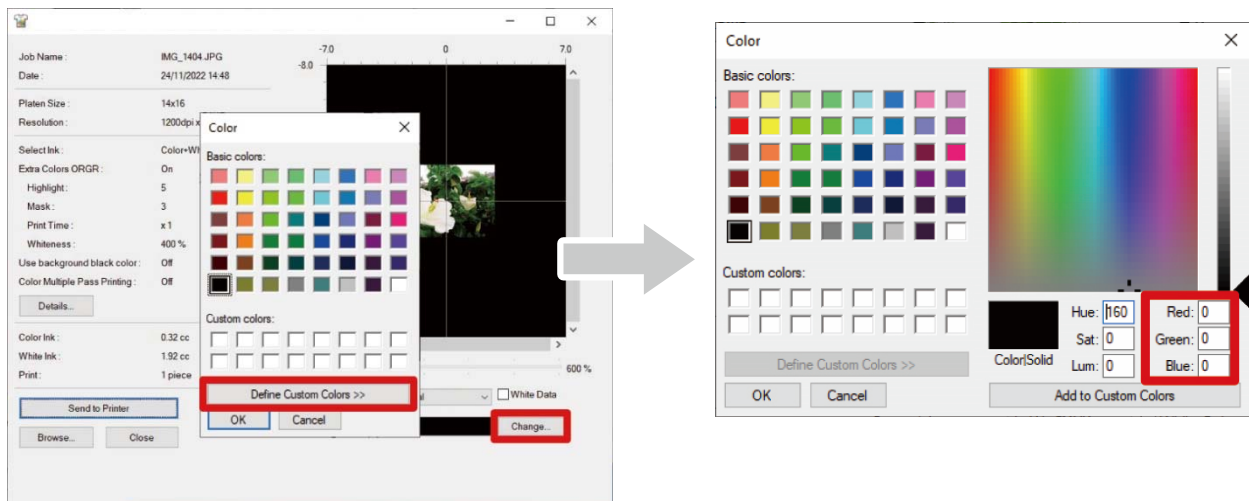 Job Name : IMG_1404.JPG
Date : 24/11/2022 14:48
Platen Size : 14x16
Resolution : 1200dpi x
Select Ink : Color+Wh
Extra Colors ORGR : On
Highlight : 5
Mask : 3
Print Time : x 1
Whiteness : 400 %
Use background black color : Off
Color Multiple Pass Printing : Off
Details...
Color Ink : 0.32 cc
White Ink : 1.92 cc
Print : 1 piece
Send to Printer
Browse... Close
-7.0 0 7.0
-8.0
600 %
White Data
Change...
Color
Basic colors:
Custom colors:
Define Custom Colors >>
OK Cancel
Color
Basic colors:
Custom colors:
Define Custom Colors >>
OK Cancel
Color|Solid
Hue: 160 Red: 0
Sat: 0 Green: 0
Lum: 0 Blue: 0
Add to Custom Colors